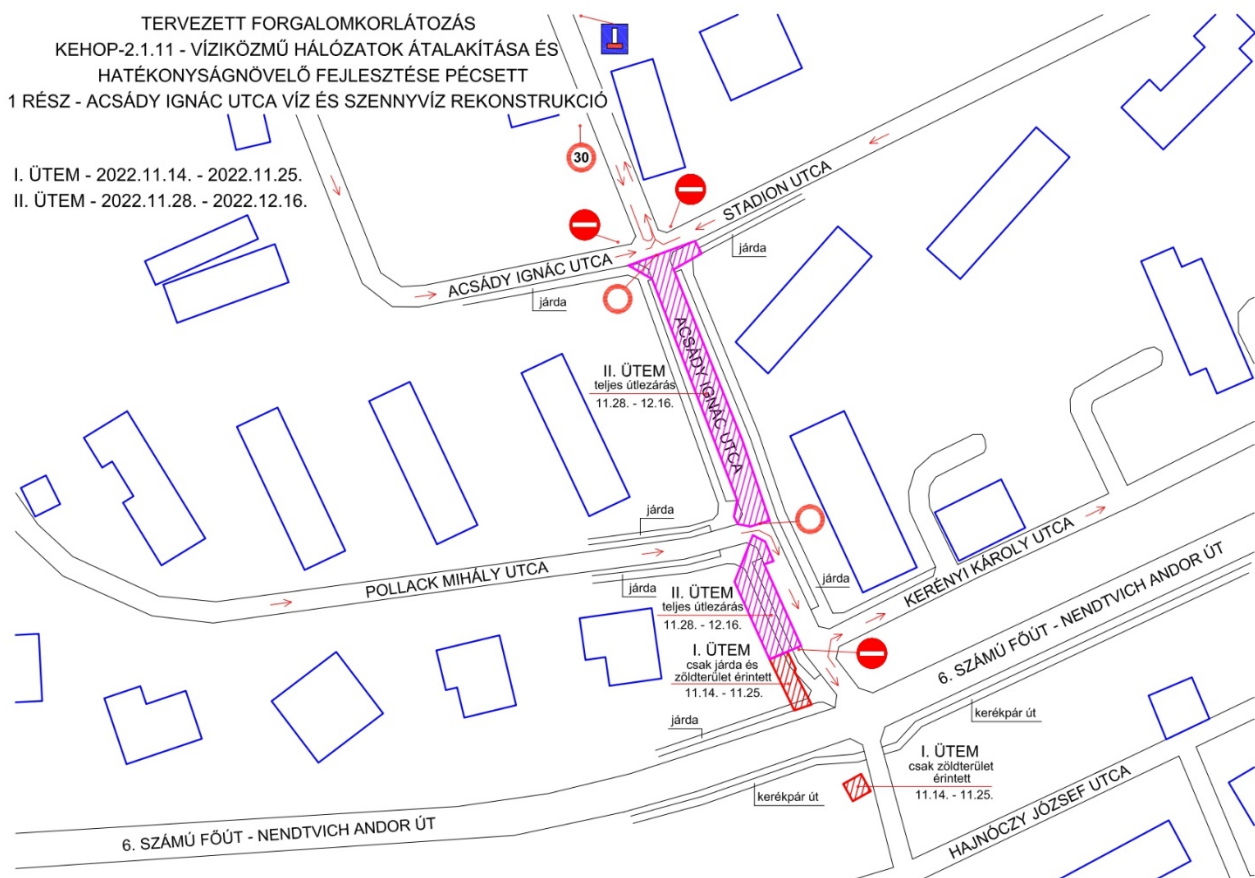 TERVEZETT FORGALOMKORLÁTOZÁS
KEHOP-2.1.11 - VÍZIKÖZMŰ HÁLÓZATOK ÁTALAKÍTÁSA ÉS
HATÉKONYSÁGNÖVELŐ FEJLESZTÉSE PÉCSETT
1 RÉSZ - ACSÁDY IGNÁC UTCA VÍZ ÉS SZENNYVÍZ REKONSTRUKCIÓ
I. ÜTEM - 2022.11.14. - 2022.11.25.
II. ÜTEM - 2022.11.28. - 2022.12.16.
30
STADION UTCA
járda
ACSÁDY IGNÁC UTCA
járda
ACSÁDY IGNÁC UTCA
II. ÜTEM
teljes útlezárás
11.28. - 12.16.
járda
POLLACK MIHÁLY UTCA
járda
járda
KERÉNYI KÁROLY UTCA
II. ÜTEM
teljes útlezárás
11.28. - 12.16.
I. ÜTEM
csak járda és
zöldterület érintett
11.14. - 11.25.
6. SZÁMÚ FŐÚT - NENDTVICH ANDOR ÚT
járda
kerékpár út
I. ÜTEM
csak zöldterület
érintett
11.14. - 11.25.
kerékpár út
6. SZÁMÚ FŐÚT - NENDTVICH ANDOR ÚT
HAJNÓCZY JÓZSEF UTCA